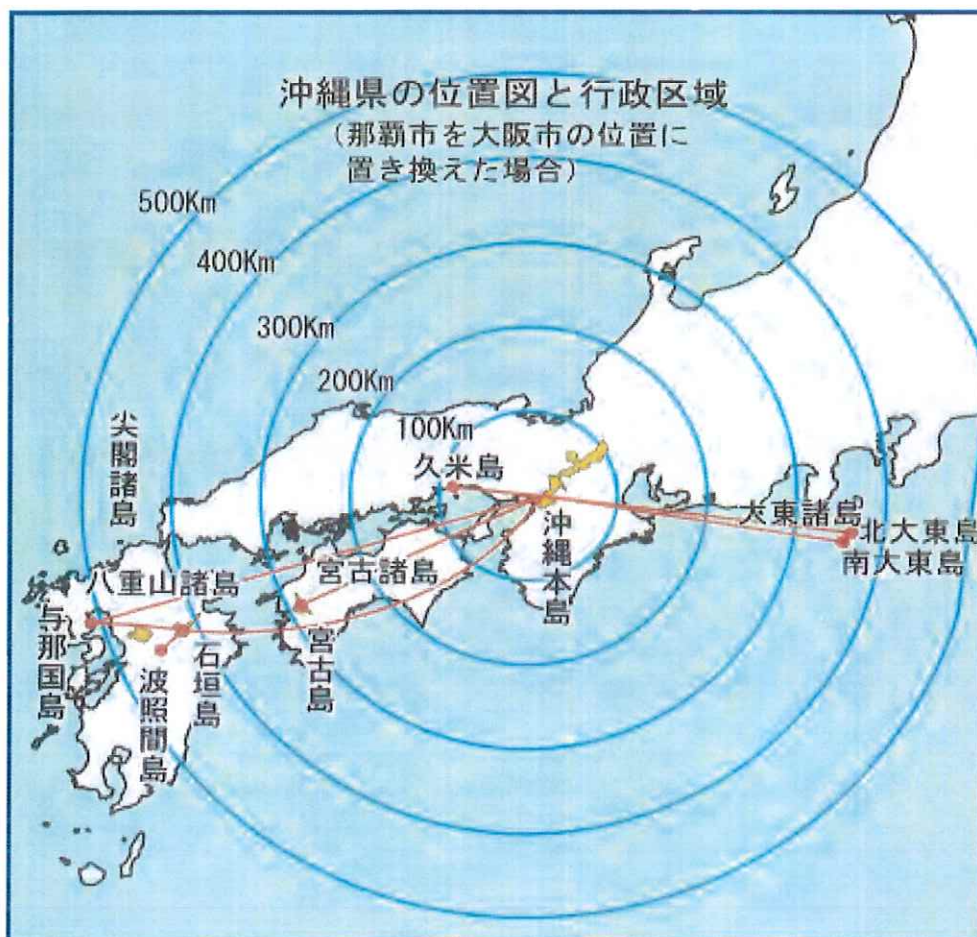 沖縄県の位置図と行政区域
(那覇市を大阪市の位置に
置き換えた場合)
500Km
400Km
300Km
200Km
100Km
尖閣諸島
久米島
大東諸島
北大東島
南大東島
沖縄本島
宮古諸島
八重山諸島
与那国島
石垣島
宮古島
波照間島